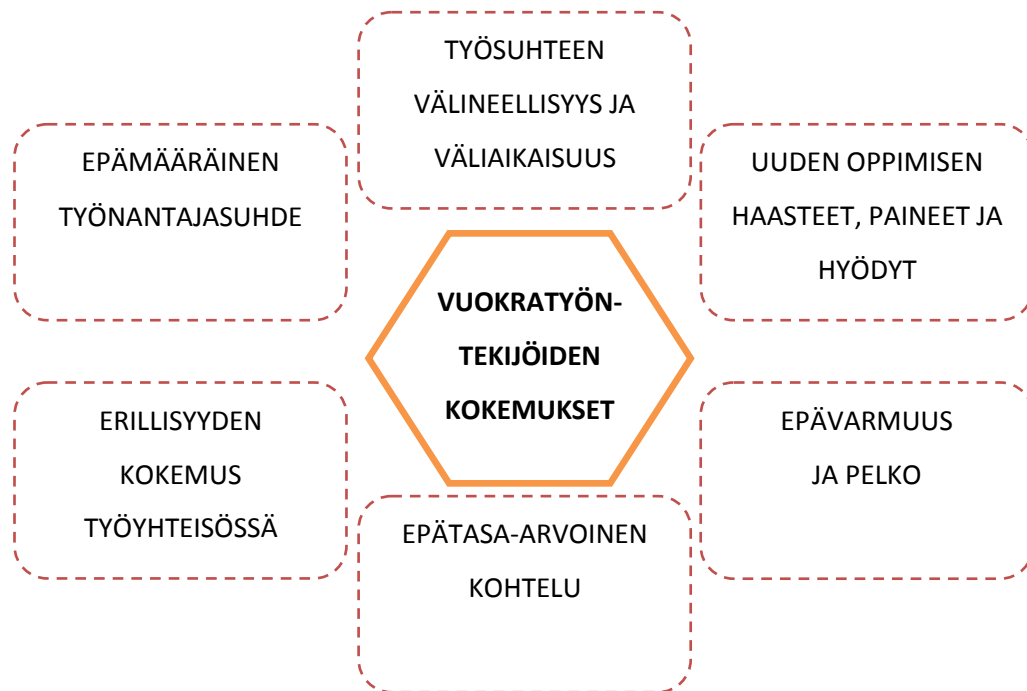 TYÖSUHTEEN
VÄLINEELLISYYS JA
VÄLIAIKAISUUS
EPÄMÄÄRÄINEN
TYÖNANTAJASUHDE
UUDEN OPPIMISEN
HAASTEET, PAINEET JA
HYÖDYT
VUOKRATYÖN-
TEKIJÖIDEN
KOKEMUKSET
ERILLISYYDEN
KOKEMUS
TYÖYHTEISÖSSÄ
EPÄVARMUUS
JA PELKO
EPÄTASA-ARVOINEN
KOHTELU